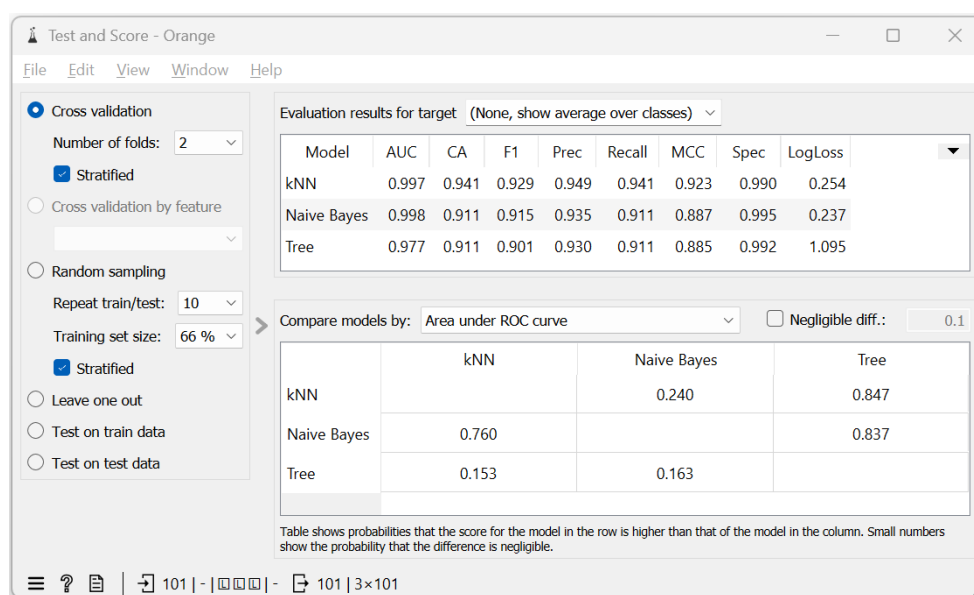 Test and Score - Orange
File Edit View Window Help
Cross validation
Number of folds: 2
Stratified
Cross validation by feature
Random sampling
Repeat train/test: 10
Training set size: 66 %
Stratified
Leave one out
Test on train data
Test on test data
Evaluation results for target (None, show average over classes)
Model AUC CA F1 Prec Recall MCC Spec LogLoss
kNN 0.997 0.941 0.929 0.949 0.941 0.923 0.990 0.254
Naive Bayes 0.998 0.911 0.915 0.935 0.911 0.887 0.995 0.237
Tree 0.977 0.911 0.901 0.930 0.911 0.885 0.992 1.095
Compare models by: Area under ROC curve Negligible diff.: 0.1
kNN Naive Bayes Tree
kNN 0.240 0.847
Naive Bayes 0.760 0.837
Tree 0.153 0.163
Table shows probabilities that the score for the model in the row is higher than that of the model in the column. Small numbers
show the probability that the difference is negligible.
101 | - | | - 101 | 3×101